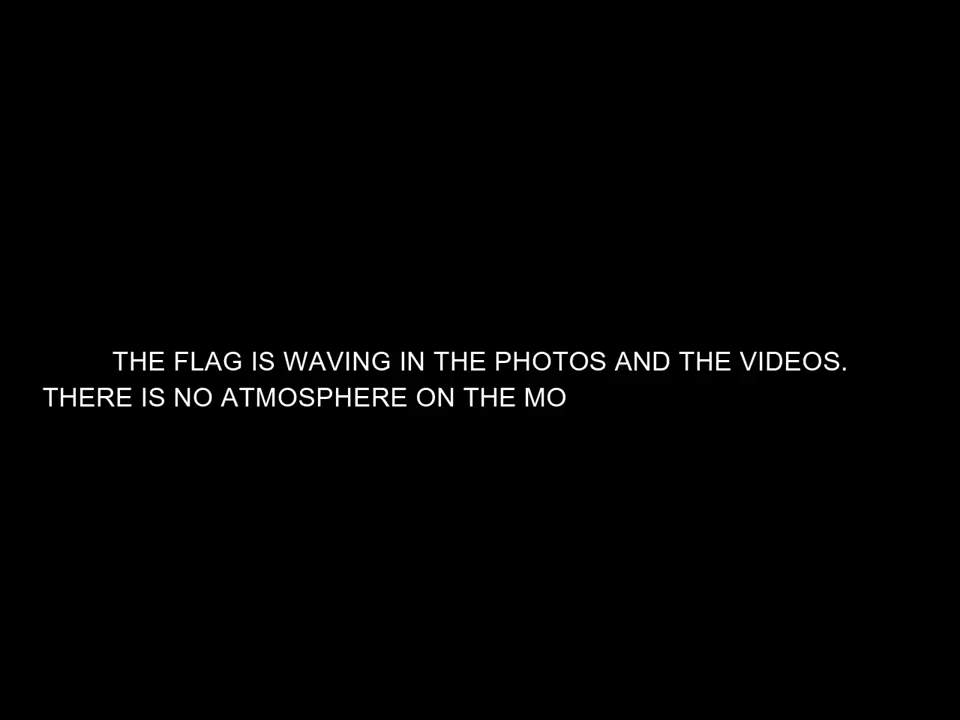 THE FLAG IS WAVING IN THE PHOTOS AND THE VIDEOS.
THERE IS NO ATMOSPHERE ON THE MO